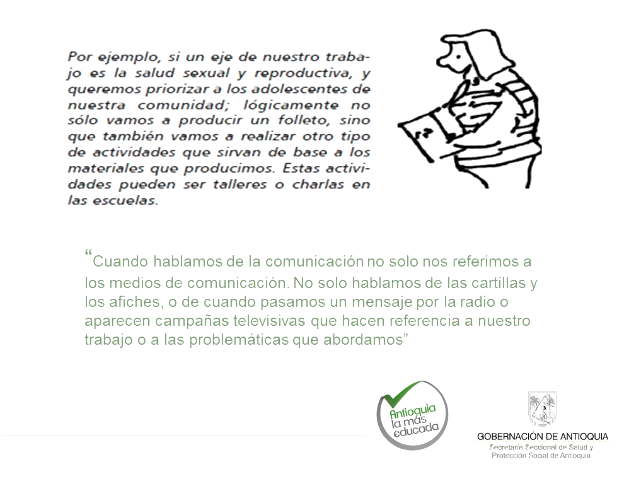 Por ejemplo, si un eje de nuestro traba-
jo es la salud sexual y reproductiva, y
queremos priorizar a los adolescentes de
nuestra comunidad; lógicamente no
sólo vamos a producir un folleto, sino
que también vamos a realizar otro tipo
de actividades que sirvan de base a los
materiales que producimos. Estas activi-
dades pueden ser talleres o charlas en
las escuelas.
“Cuando hablamos de la comunicación no solo nos referimos a
los medios de comunicación. No solo hablamos de las cartillas y
los afiches, o de cuando pasamos un mensaje por la radio o
aparecen campañas televisivas que hacen referencia a nuestro
trabajo o a las problemáticas que abordamos”
Antioquia
la más
educada
GOBERNACIÓN DE ANTIOQUIA
Secretaría Seccional de Salud y
Protección Social de Antioquia